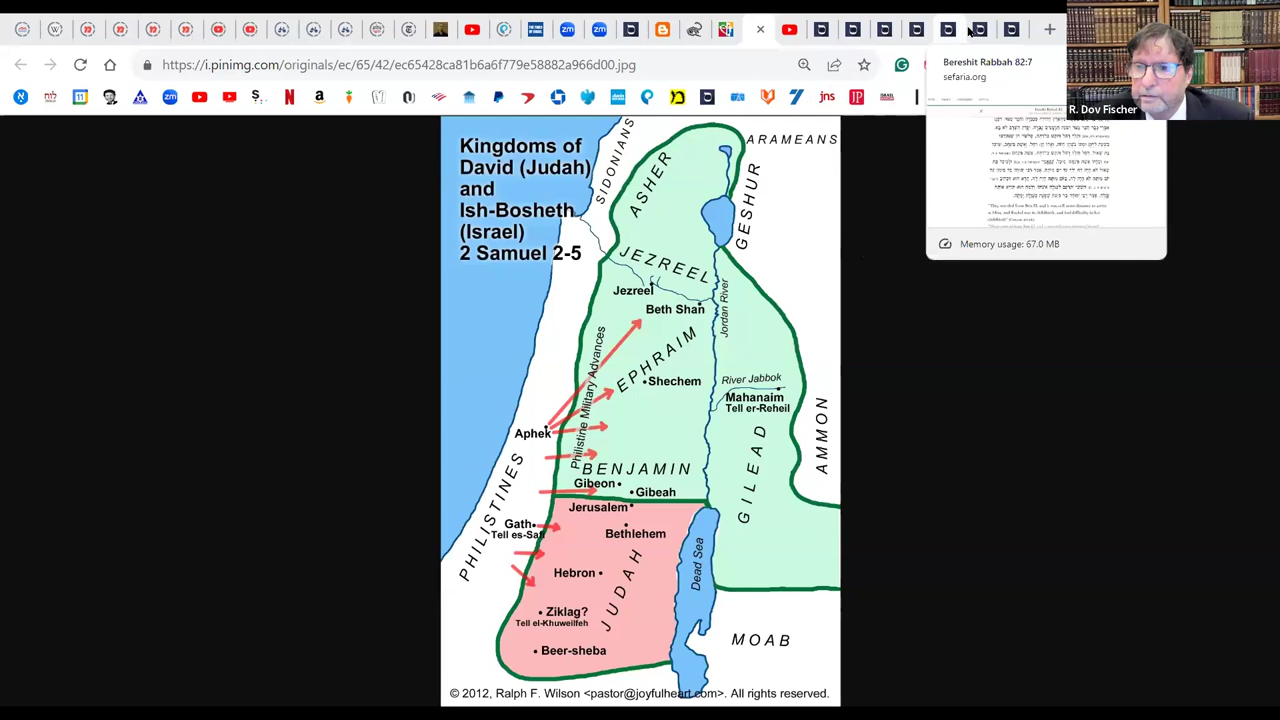 https://i.pinimg.com/originals/ec/65/42/ec6542
jns
Bereshit Rabbah 82:7
sefaria.org
Memory usage: 67.0 MB
R. Dov Fischer
Kingdoms of
David (Judah)
and
Ish-Bosheth
(Israel)
2 Samuel 2-5
SIDONIANS
ARAMEANS
ASHER
GESHUR
JEZREEL
Jezreel
Beth Shan
Jordan River
Philistine Military Advances
EPHRAIM
Shechem
River Jabbok
Mahanaim
Tell er-Reheil
AMMON
Aphek
PHILISTINES
BENJAMIN
GILEAD
Gibeon
Gibeah
Jerusalem
Gath
Tell es-Safi
Bethlehem
Dead Sea
Hebron
JUDAH
Ziklag?
Tell el-Khuweilfeh
MOAB
Beer-sheba
© 2012, Ralph F. Wilson <pastor@joyfulheart.com>. All rights reserved.